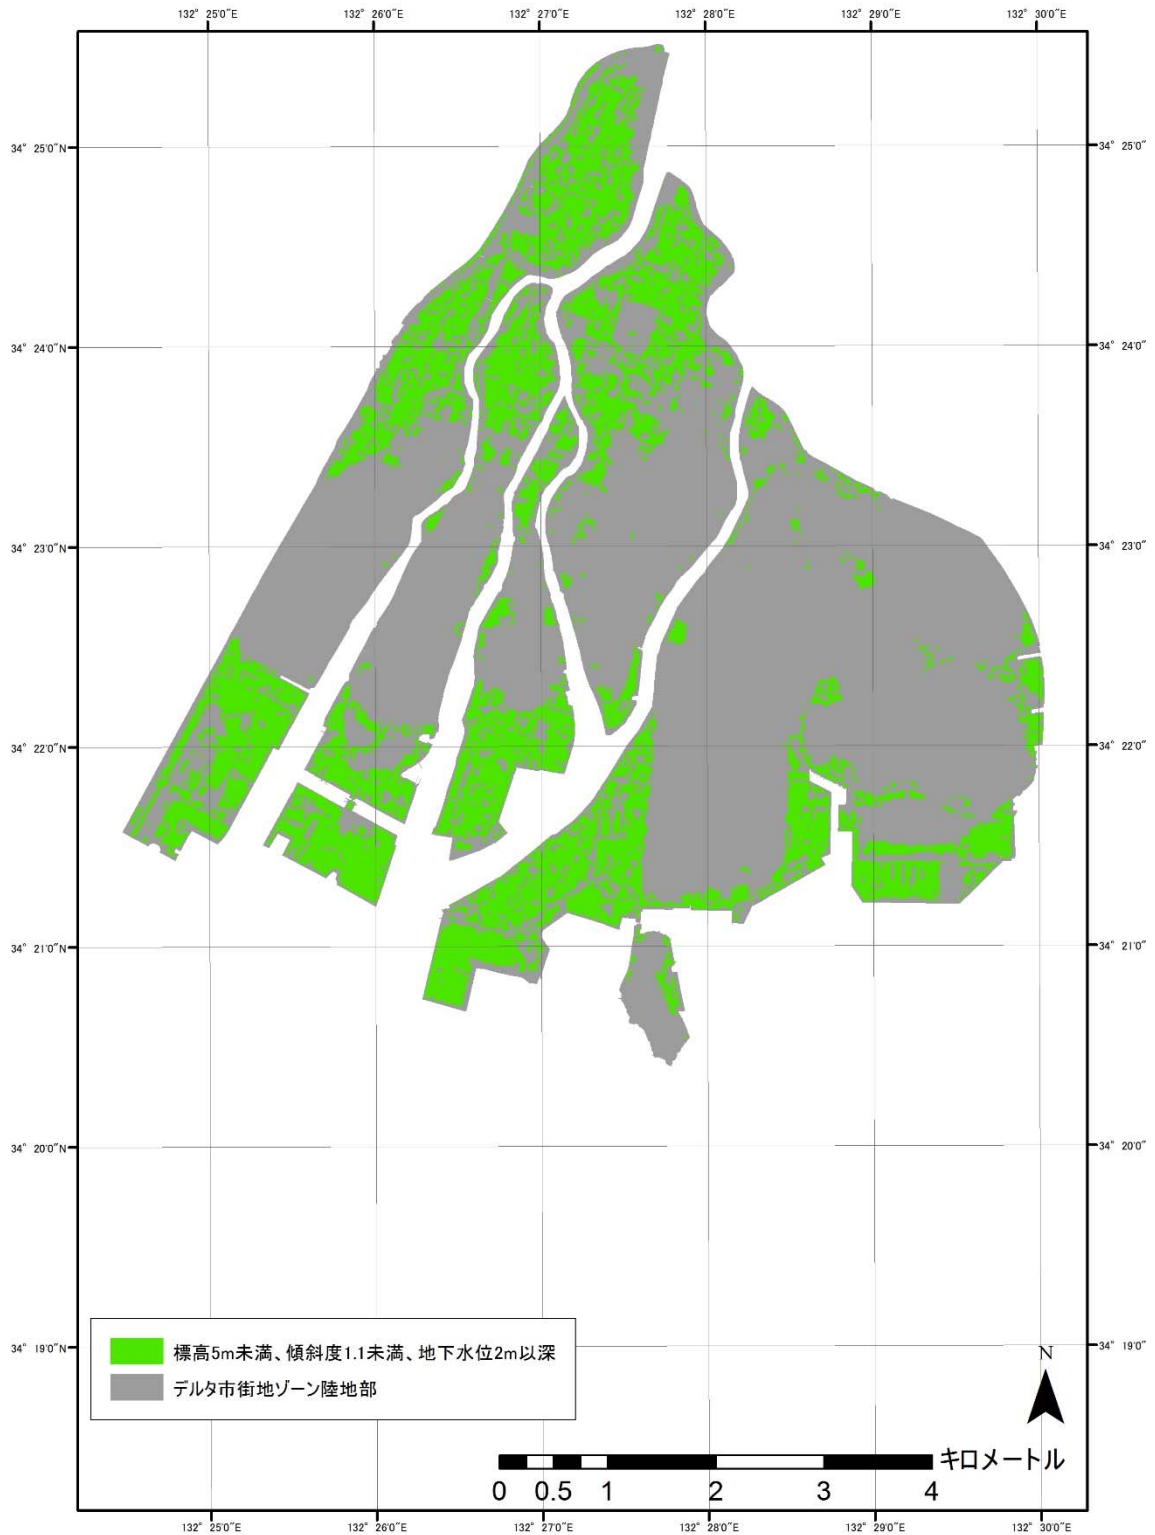 132° 25'0"E 132° 26'0"E 132° 27'0"E 132° 28'0"E 132° 29'0"E 132° 30'0"E
34° 25'0"N 34° 25'0"
34° 24'0"N 34° 24'0"
34° 23'0"N 34° 23'0"
34° 22'0"N 34° 22'0"
34° 21'0"N 34° 21'0"
34° 20'0"N 34° 20'0"
34° 19'0"N 34° 19'0"
標高5m未満、傾斜度1.1未満、地下水位2m以深
デルタ市街地ゾーン陸地部
N
キロメートル
0 0.5 1 2 3 4
132° 25'0"E 132° 26'0"E 132° 27'0"E 132° 28'0"E 132° 29'0"E 132° 30'0"E